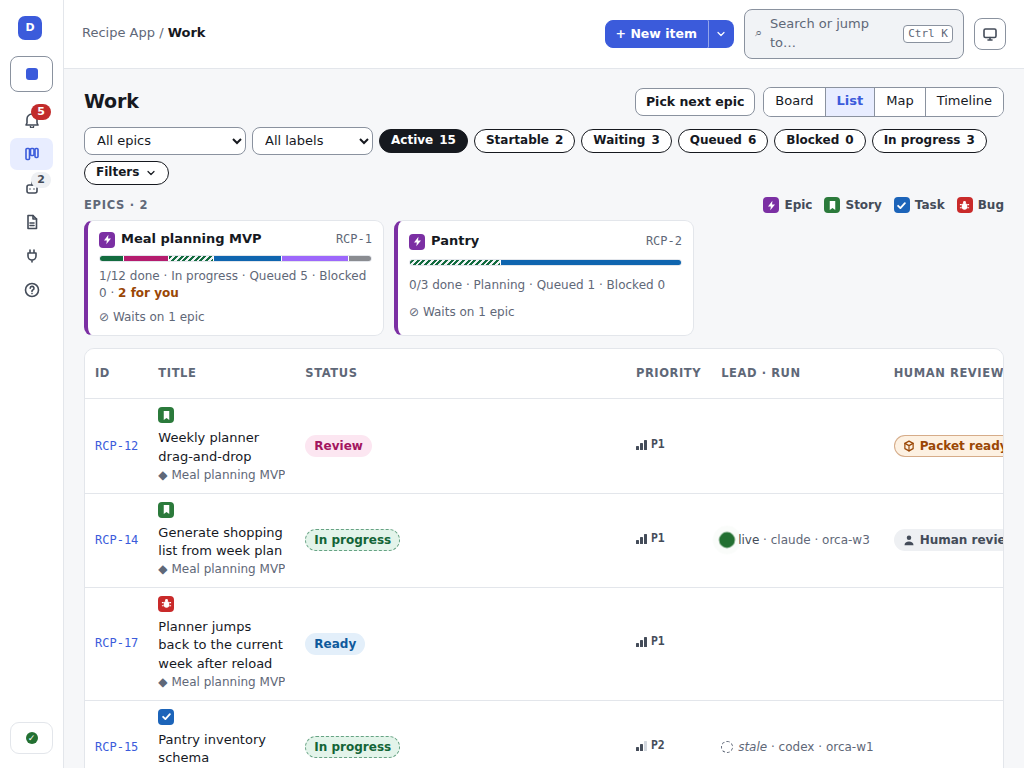 D
Recipe App / Work
+ New item
Search or jump to…
Ctrl K
5
2
Work
Pick next epic
Board List Map Timeline
All epics
All labels
Active 15
Startable 2
Waiting 3
Queued 6
Blocked 0
In progress 3
Filters
EPICS · 2
Epic Story Task Bug
Meal planning MVP RCP-1
1/12 done · In progress · Queued 5 · Blocked
0 · 2 for you
⊘ Waits on 1 epic
Pantry RCP-2
0/3 done · Planning · Queued 1 · Blocked 0
⊘ Waits on 1 epic
ID TITLE STATUS PRIORITY LEAD · RUN HUMAN REVIEW
RCP-12
Weekly planner
drag-and-drop
◆ Meal planning MVP
Review
P1
Packet ready
RCP-14
Generate shopping
list from week plan
◆ Meal planning MVP
In progress
P1
live · claude · orca-w3
Human revie
RCP-17
Planner jumps
back to the current
week after reload
◆ Meal planning MVP
Ready
P1
RCP-15
Pantry inventory
schema
In progress
P2
stale · codex · orca-w1